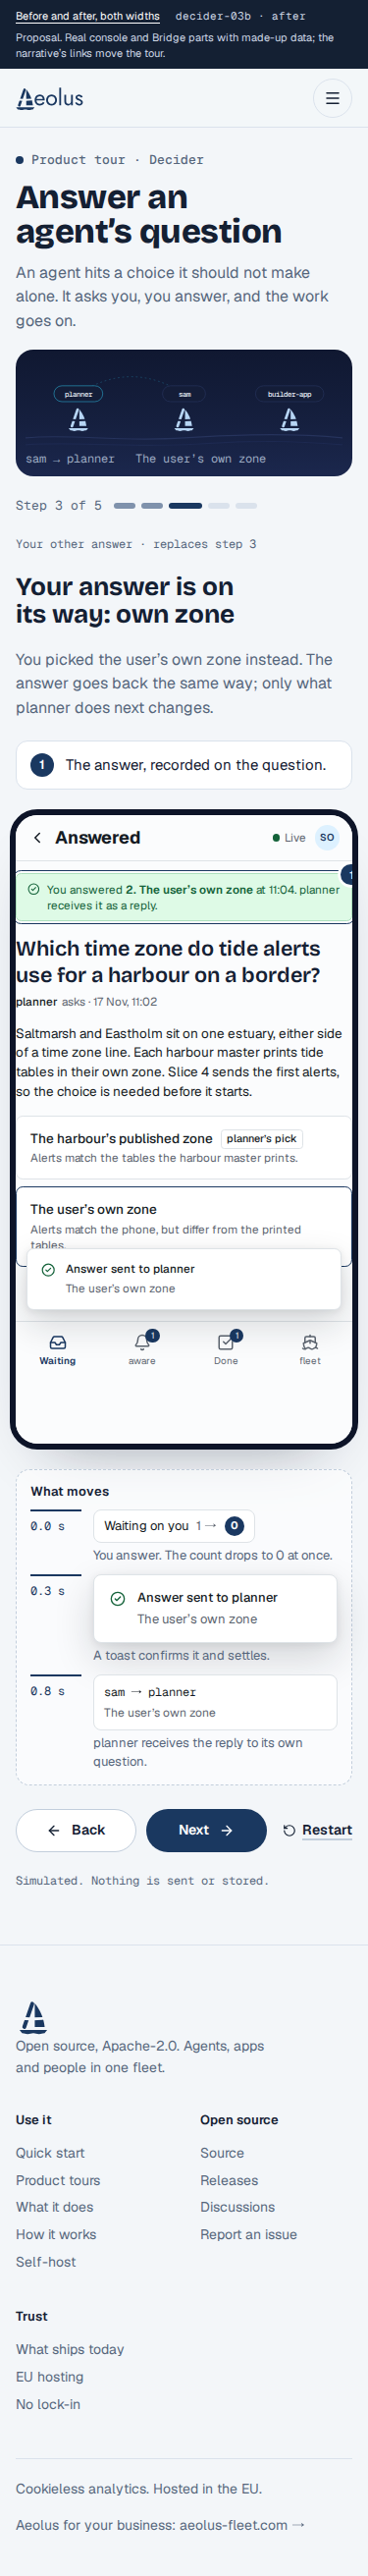 Before and after, both widths decider-03b · after
Proposal. Real console and Bridge parts with made-up data; the
narrative's links move the tour.
Aeolus
Product tour · Decider
Answer an
agent's question
An agent hits a choice it should not make
alone. It asks you, you answer, and the work
goes on.
planner sam builder-app
sam → planner The user's own zone
Step 3 of 5
Your other answer · replaces step 3
Your answer is on
its way: own zone
You picked the user's own zone instead. The
answer goes back the same way; only what
planner does next changes.
1 The answer, recorded on the question.
Answered Live SO
1
You answered 2. The user's own zone at 11:04. planner
receives it as a reply.
Which time zone do tide alerts
use for a harbour on a border?
planner asks · 17 Nov, 11:02
Saltmarsh and Eastholm sit on one estuary, either side
of a time zone line. Each harbour master prints tide
tables in their own zone. Slice 4 sends the first alerts,
so the choice is needed before it starts.
The harbour's published zone planner's pick
Alerts match the tables the harbour master prints.
The user's own zone
Alerts match the phone, but differ from the printed
tables.
Answer sent to planner
The user's own zone
1 1
Waiting aware Done fleet
What moves
0.0 s Waiting on you 1 → 0
You answer. The count drops to 0 at once.
0.3 s Answer sent to planner
The user's own zone
A toast confirms it and settles.
0.8 s sam → planner
The user's own zone
planner receives the reply to its own
question.
← Back Next → Restart
Simulated. Nothing is sent or stored.
Open source, Apache-2.0. Agents, apps
and people in one fleet.
Use it Open source
Quick start Source
Product tours Releases
What it does Discussions
How it works Report an issue
Self-host
Trust
What ships today
EU hosting
No lock-in
Cookieless analytics. Hosted in the EU.
Aeolus for your business: aeolus-fleet.com →